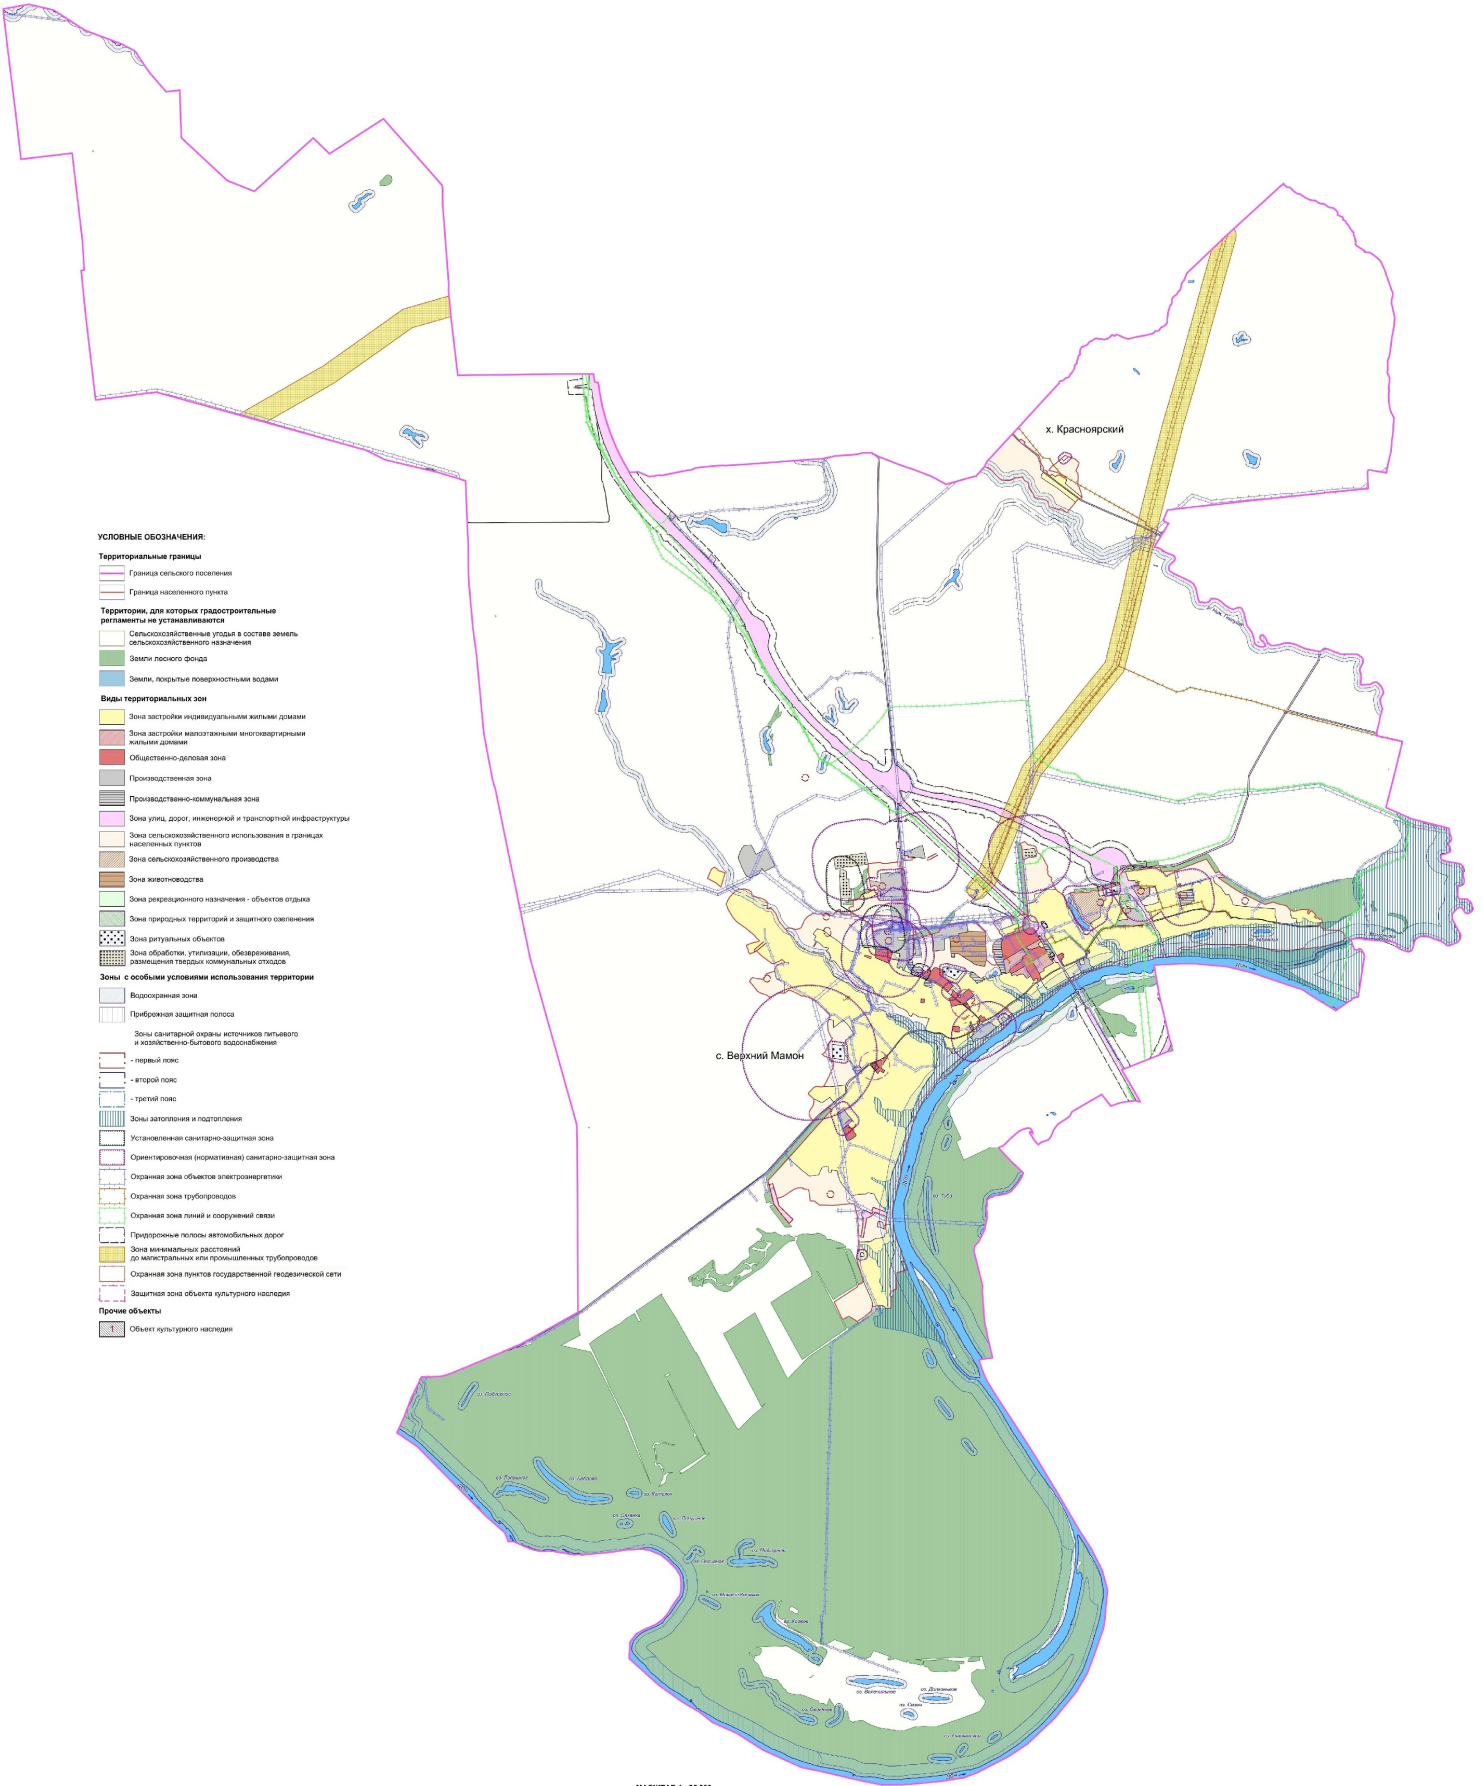 х. Красноярский
УСЛОВНЫЕ ОБОЗНАЧЕНИЯ:
Территориальные границы
Граница сельского поселения
Граница населенного пункта
Территории, для которых градостроительные
регламенты не устанавливаются
Сельскохозяйственные угодья в составе земель
сельскохозяйственного назначения
Земли лесного фонда
Земли, покрытые поверхностными водами
Виды территориальных зон
Зона застройки индивидуальными жилыми домами
Зона застройки малоэтажными многоквартирными
жилыми домами
Общественно-деловая зона
Производственная зона
Производственно-коммунальная зона
Зона улиц, дорог, инженерной и транспортной инфраструктуры
Зона сельскохозяйственного использования в границах
населенных пунктов
Зона сельскохозяйственного производства
Зона животноводства
Зона рекреационного назначения - объектов отдыха
Зона природных территорий и защитного озеленения
Зона ритуальных объектов
Зона обработки, утилизации, обезвреживания,
размещения твердых коммунальных отходов
Зоны с особыми условиями использования территории
Водоохранная зона
Прибрежная защитная полоса
Зоны санитарной охраны источников питьевого
и хозяйственно-бытового водоснабжения
- первый пояс
- второй пояс
- третий пояс
Зоны затопления и подтопления
Установленная санитарно-защитная зона
Ориентировочная (нормативная) санитарно-защитная зона
Охранная зона объектов электроэнергетики
Охранная зона трубопроводов
Охранная зона линий и сооружений связи
Придорожные полосы автомобильных дорог
Зона минимальных расстояний
до магистральных или промышленных трубопроводов
Охранная зона пунктов государственной геодезической сети
Защитная зона объекта культурного наследия
Прочие объекты
1 Объект культурного наследия
с. Верхний Мамон